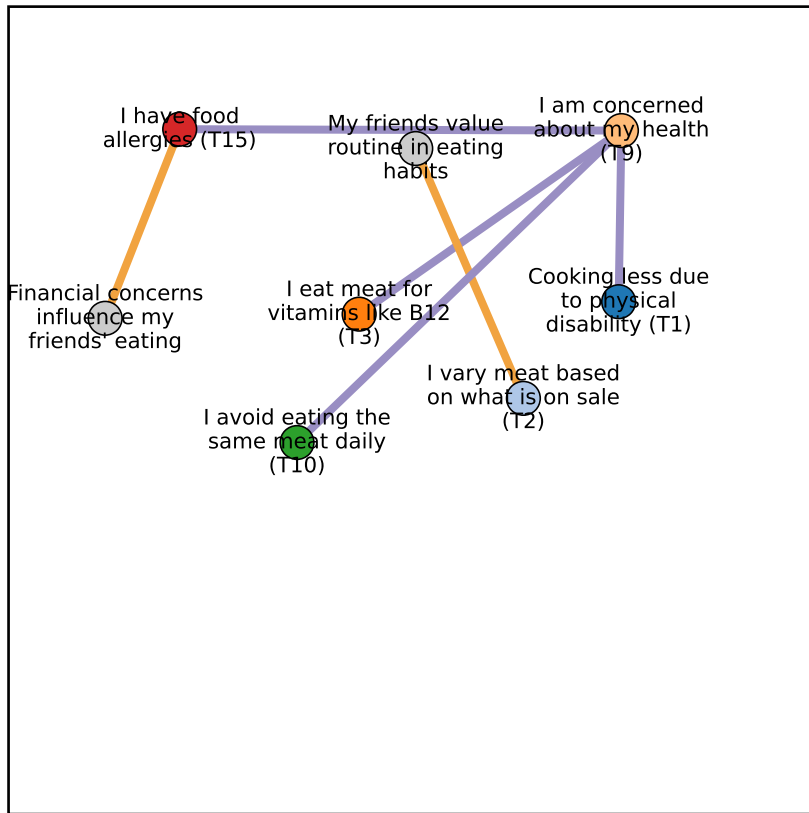 I have food
allergies (T15)
My friends value
routine in eating
habits
I am concerned
about my health
(T9)
Financial concerns
influence my
friends' eating
I eat meat for
vitamins like B12
(T3)
Cooking less due
to physical
disability (T1)
I vary meat based
on what is on sale
(T2)
I avoid eating the
same meat daily
(T10)